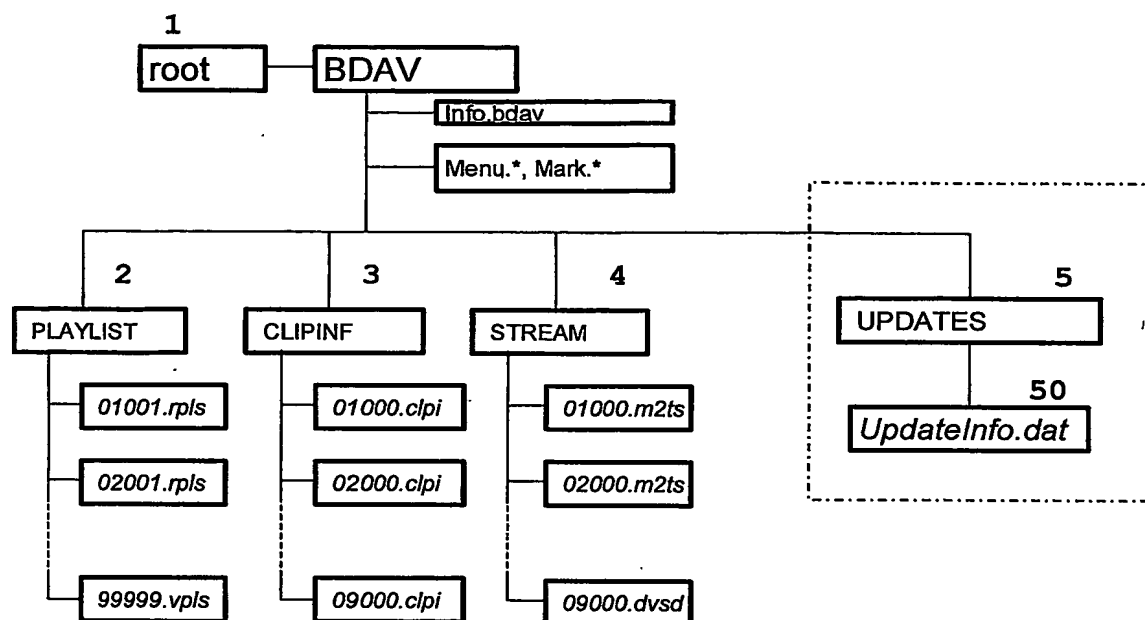 1
root
BDAV
Info.bdav
Menu.*, Mark.*
2
3
4
5
PLAYLIST
CLIPINF
STREAM
UPDATES
50
01001.rpls
01000.clpi
01000.m2ts
UpdateInfo.dat
02001.rpls
02000.clpi
02000.m2ts
99999.vpls
09000.clpi
09000.dvsd